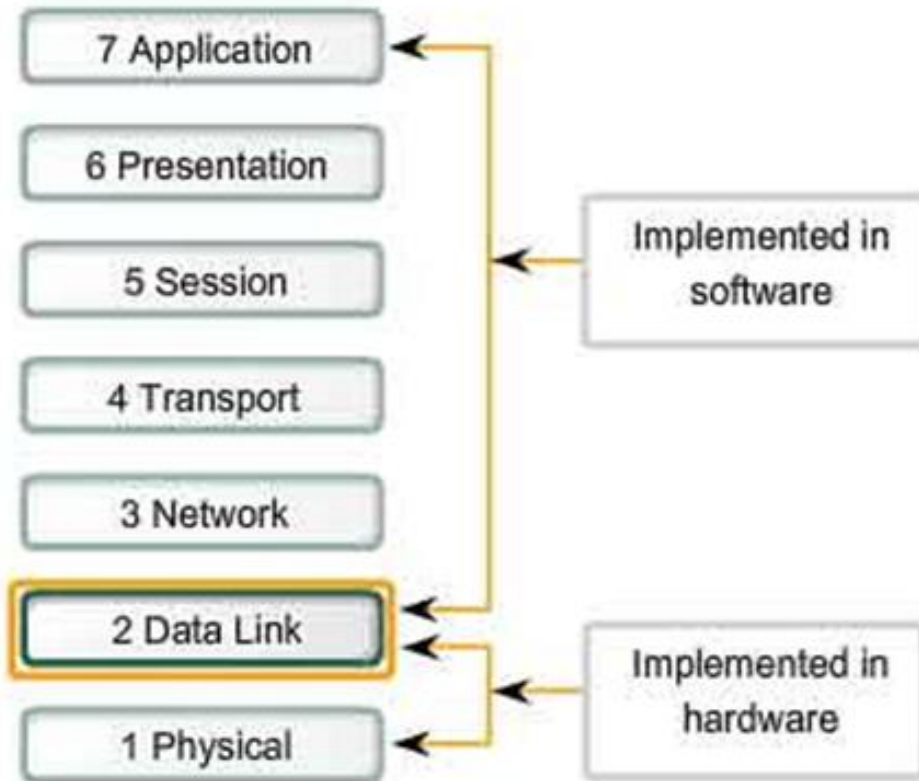 7 Application
6 Presentation
5 Session
4 Transport
3 Network
2 Data Link
1 Physical
Implemented in
software
Implemented in
hardware